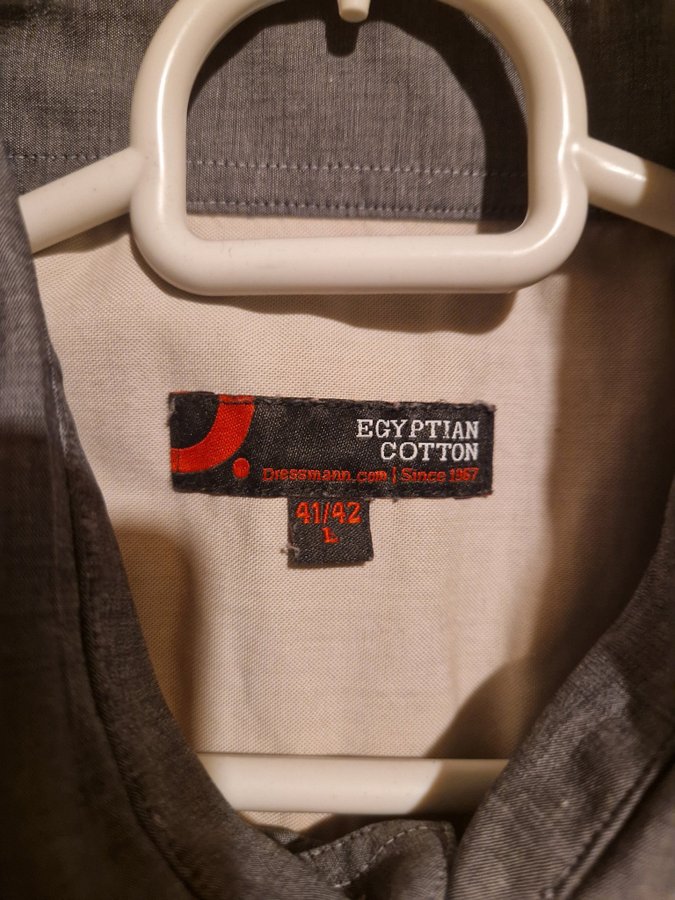 EGYPTIAN
COTTON
Dressmann.com | Since 1967
41/42
L